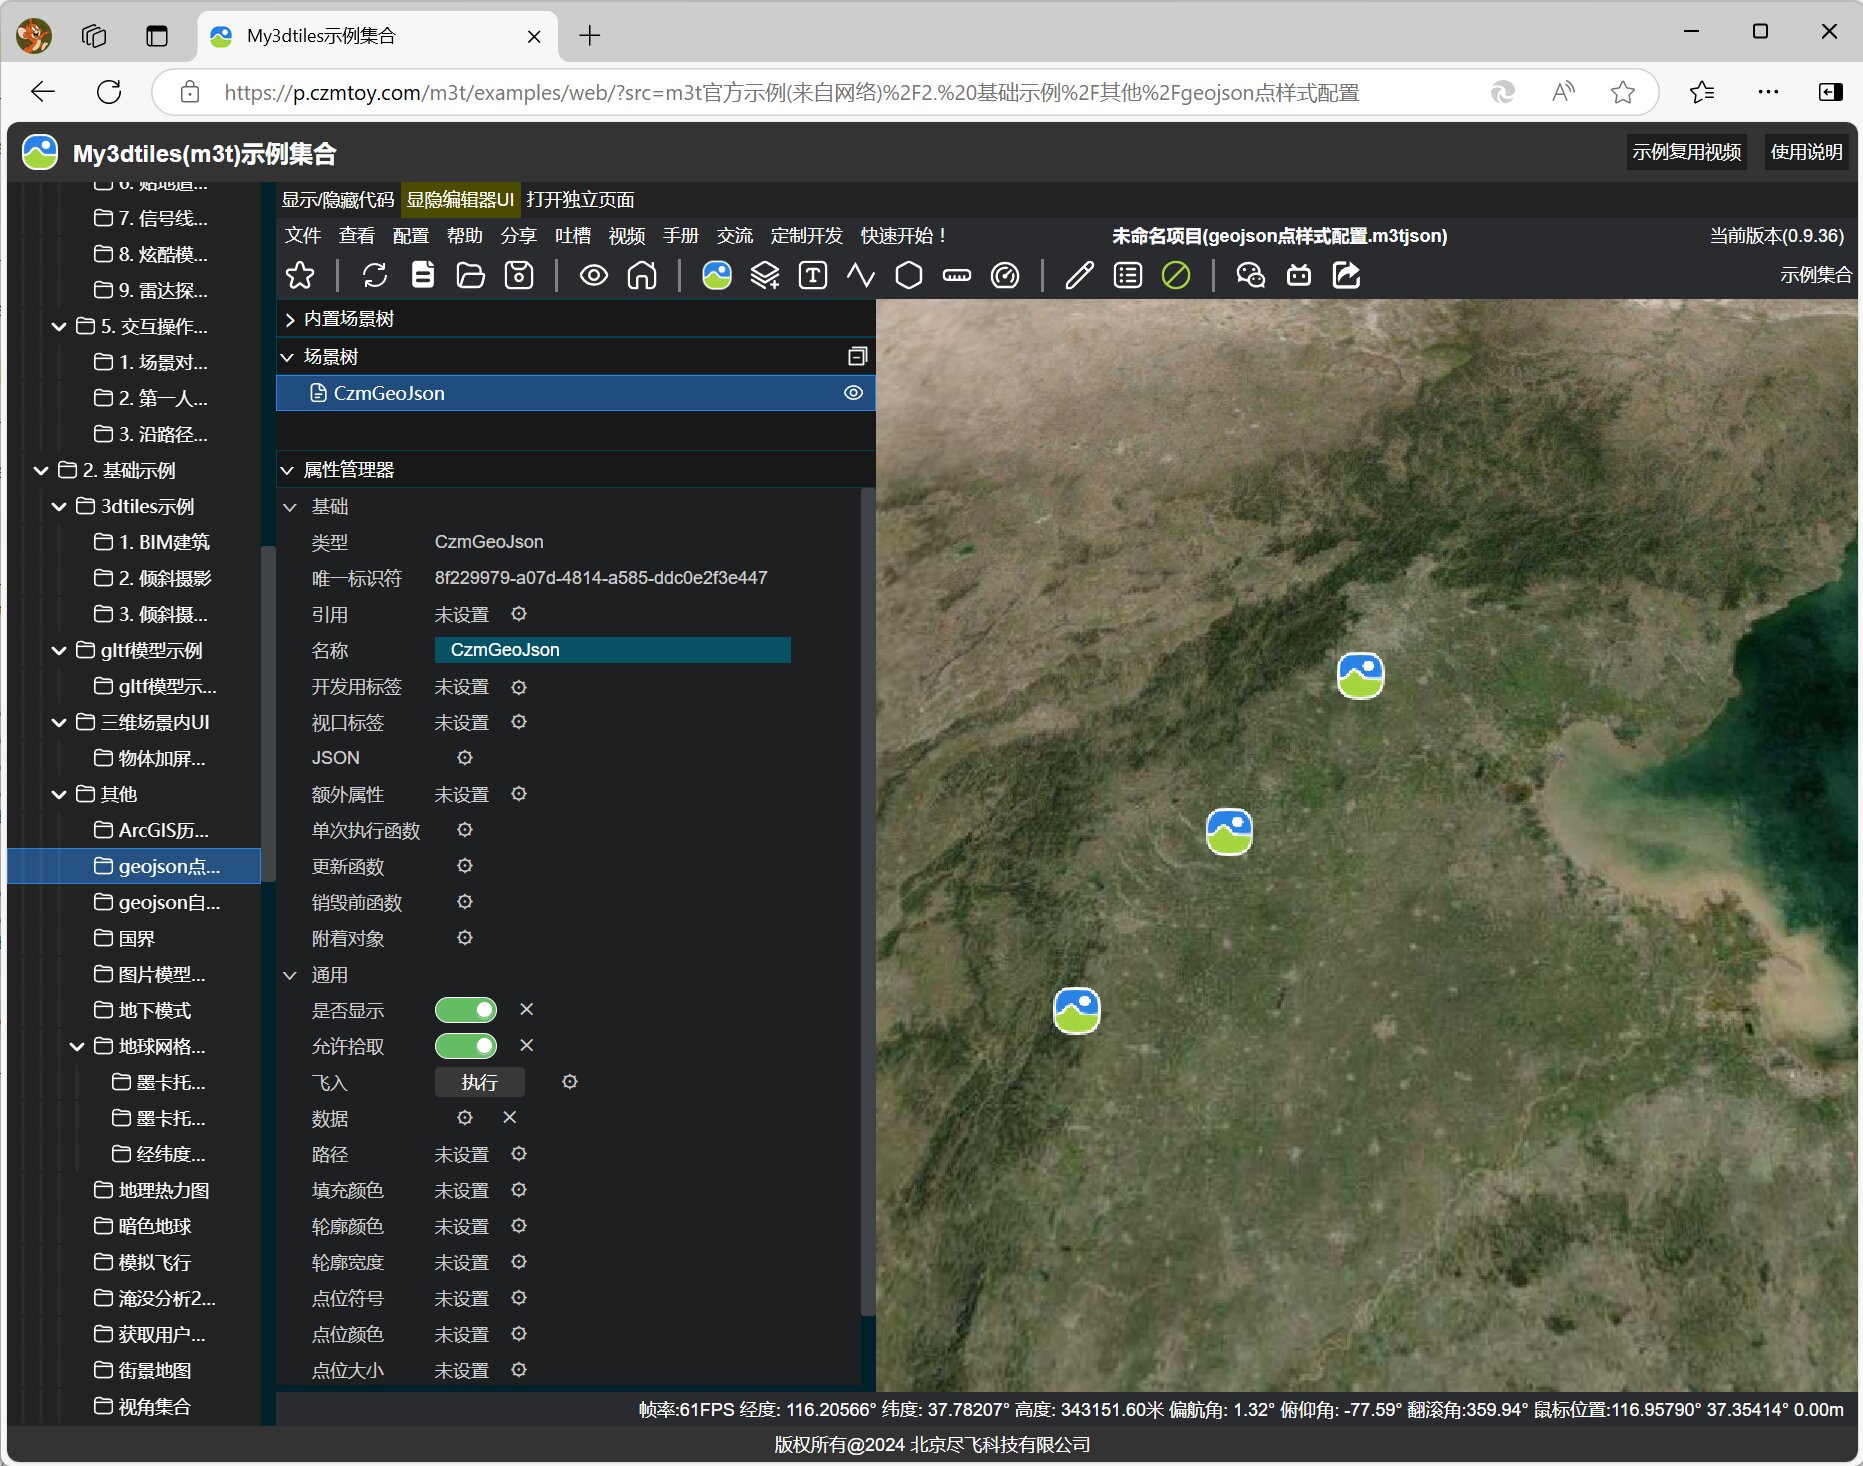 My3dtiles示例集合
https://p.czmtoy.com/m3t/examples/web/?src=m3t官方示例(来自网络)%2F2.%20基础示例%2F其他%2Fgeojson点样式配置
My3dtiles(m3t)示例集合
示例复用视频
使用说明
6. 贴地道...
7. 信号线...
8. 炫酷模...
9. 雷达探...
5. 交互操作...
1. 场景对...
2. 第一人...
3. 沿路径...
2. 基础示例
3dtiles示例
1. BIM建筑
2. 倾斜摄影
3. 倾斜摄...
gltf模型示例
gltf模型示...
三维场景内UI
物体加屏...
其他
ArcGIS历...
geojson点...
geojson自...
国界
图片模型...
地下模式
地球网格...
墨卡托...
墨卡托...
经纬度...
地理热力图
暗色地球
模拟飞行
淹没分析2...
获取用户...
街景地图
视角集合
显示/隐藏代码 显隐编辑器UI 打开独立页面
文件 查看 配置 帮助 分享 吐槽 视频 手册 交流 定制开发 快速开始！
未命名项目(geojson点样式配置.m3tjson)
当前版本(0.9.36)
示例集合
内置场景树
场景树
CzmGeoJson
属性管理器
基础
类型 CzmGeoJson
唯一标识符 8f229979-a07d-4814-a585-ddc0e2f3e447
引用 未设置
名称 CzmGeoJson
开发用标签 未设置
视口标签 未设置
JSON
额外属性 未设置
单次执行函数
更新函数
销毁前函数
附着对象
通用
是否显示
允许拾取
飞入 执行
数据
路径 未设置
填充颜色 未设置
轮廓颜色 未设置
轮廓宽度 未设置
点位符号 未设置
点位颜色 未设置
点位大小 未设置
帧率:61FPS 经度: 116.20566° 纬度: 37.78207° 高度: 343151.60米 偏航角: 1.32° 俯仰角: -77.59° 翻滚角:359.94° 鼠标位置:116.95790° 37.35414° 0.00m
版权所有@2024 北京尽飞科技有限公司